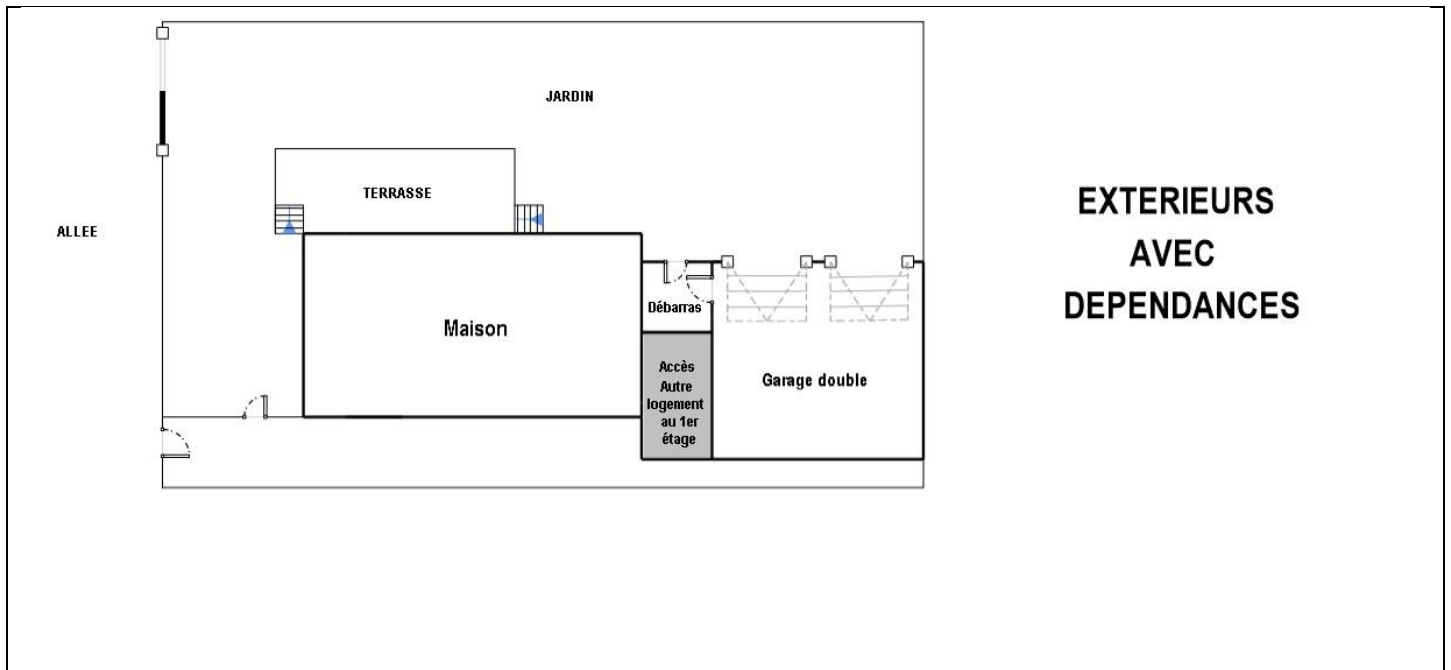 JARDIN
TERRASSE
ALLEE
EXTERIEURS
AVEC
DEPENDANCES
Débarras
Maison
Accès
Autre
logement
au 1er
étage
Garage double